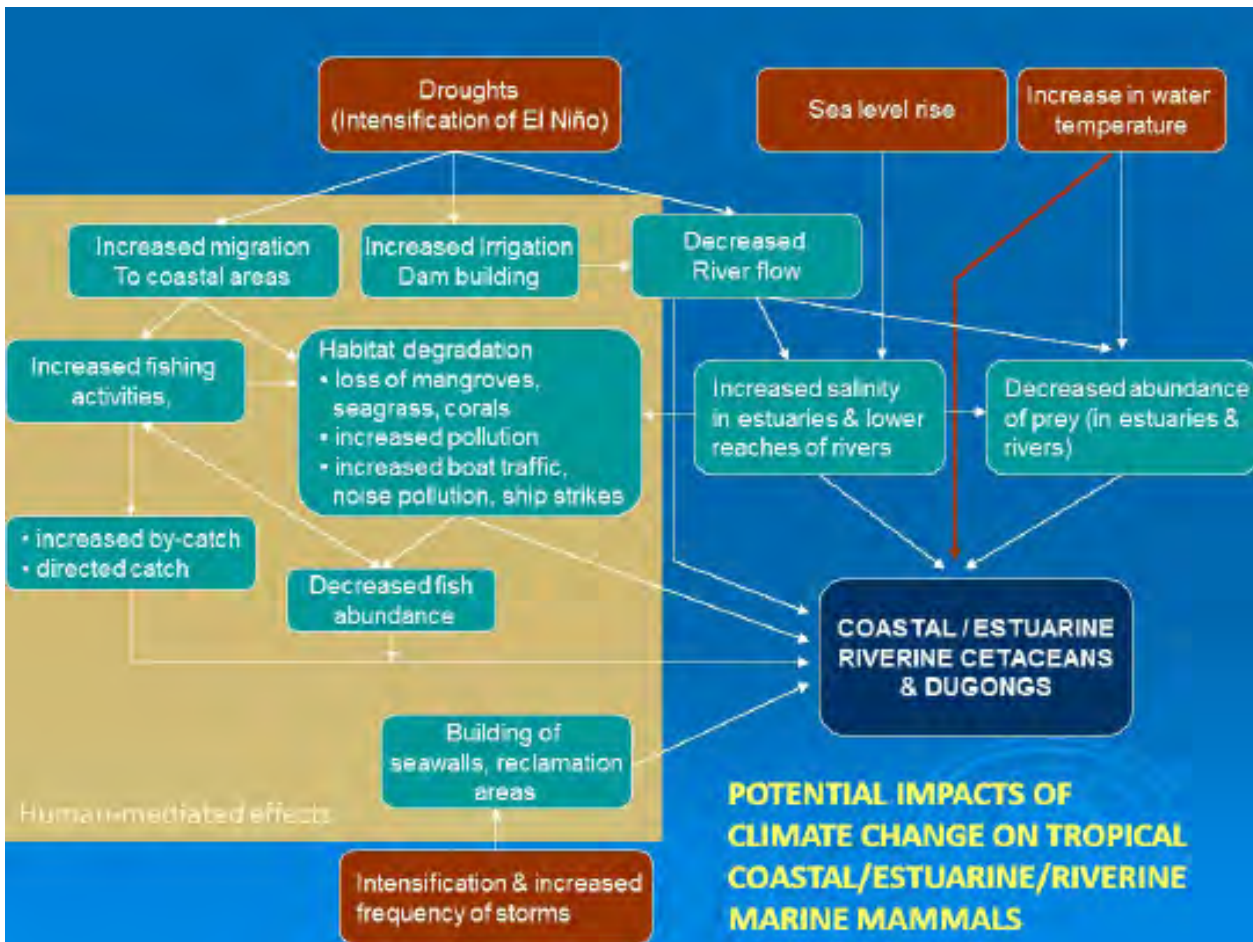 Droughts
(Intensification of El Niño)
Sea level rise
Increase in water
temperature
Increased migration
To coastal areas
Increased Irrigation
Dam building
Decreased
River flow
Increased fishing
activities,
Habitat degradation
• loss of mangroves,
seagrass, corals
• increased pollution
• increased boat traffic,
noise pollution, ship strikes
Increased salinity
in estuaries & lower
reaches of rivers
Decreased abundance
of prey (in estuaries &
rivers)
• increased by-catch
• directed catch
Decreased fish
abundance
COASTAL / ESTUARINE
RIVERINE CETACEANS
& DUGONGS
Building of
seawalls, reclamation
areas
Human-mediated effects
Intensification & increased
frequency of storms
POTENTIAL IMPACTS OF
CLIMATE CHANGE ON TROPICAL
COASTAL/ESTUARINE/RIVERINE
MARINE MAMMALS